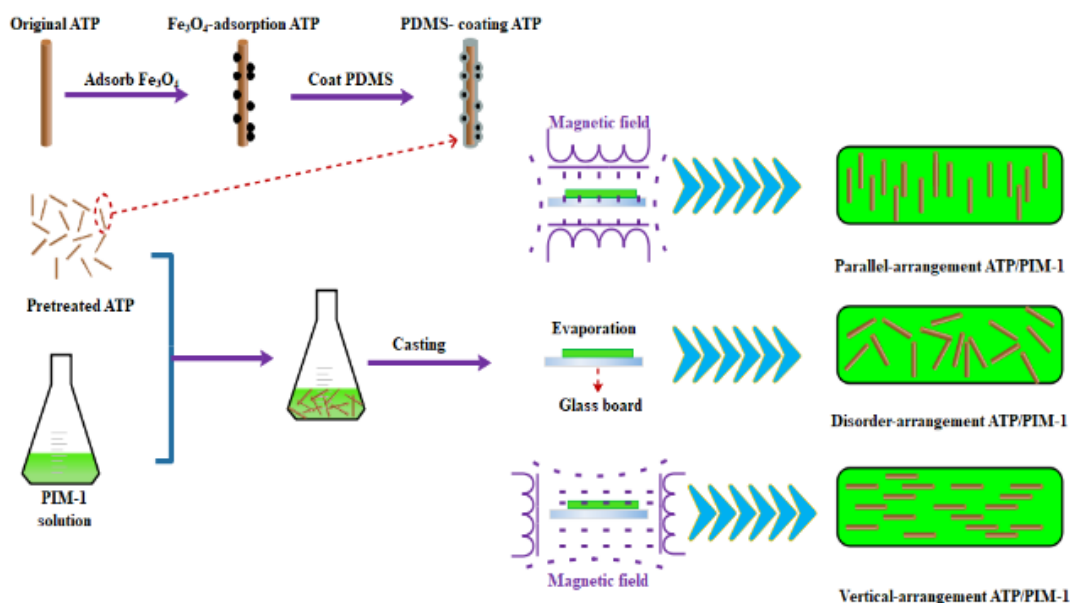 Original ATP
Fe₃O₄-adsorption ATP
PDMS- coating ATP
Adsorb Fe₃O₄
Coat PDMS
Magnetic field
Parallel-arrangement ATP/PIM-1
Pretreated ATP
Evaporation
Casting
Glass board
Disorder-arrangement ATP/PIM-1
PIM-1
solution
Magnetic field
Vertical-arrangement ATP/PIM-1